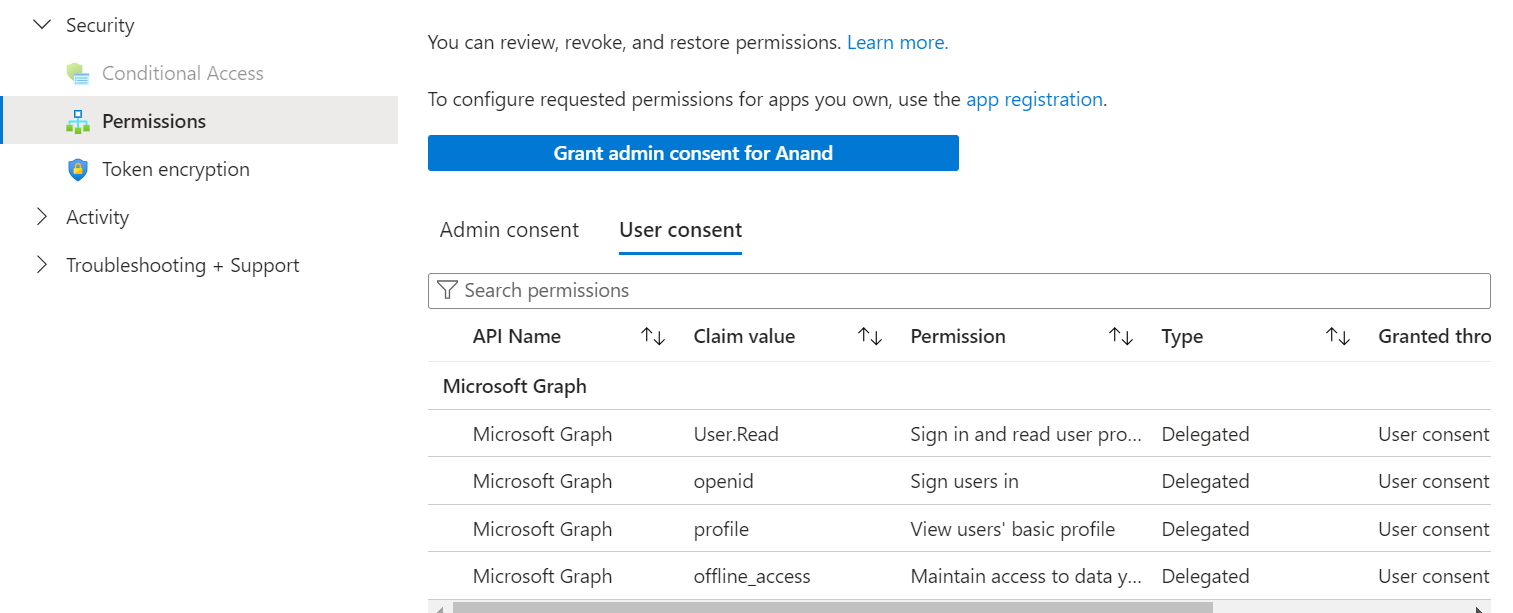 Security
Conditional Access
Permissions
Token encryption
Activity
Troubleshooting + Support
You can review, revoke, and restore permissions. Learn more.
To configure requested permissions for apps you own, use the app registration.
Grant admin consent for Anand
Admin consent User consent
Search permissions
API Name Claim value Permission Type Granted thro
Microsoft Graph
Microsoft Graph User.Read Sign in and read user pro... Delegated User consent
Microsoft Graph openid Sign users in Delegated User consent
Microsoft Graph profile View users' basic profile Delegated User consent
Microsoft Graph offline_access Maintain access to data y... Delegated User consent